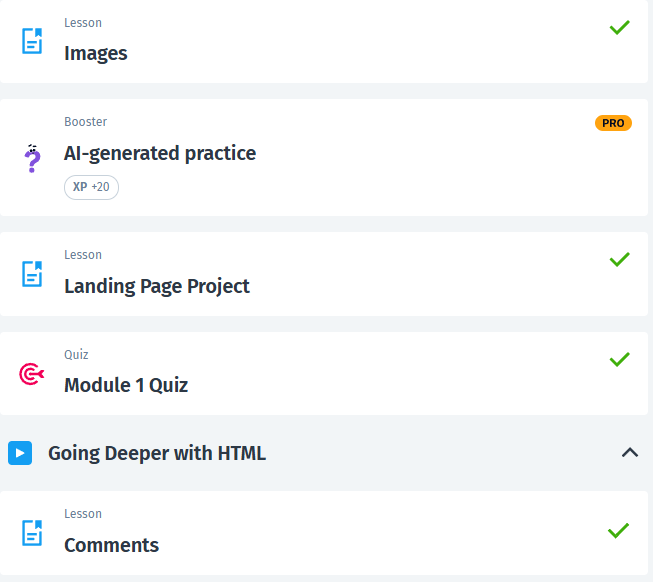 Lesson
Images
Booster
PRO
AI-generated practice
XP +20
Lesson
Landing Page Project
Quiz
Module 1 Quiz
Going Deeper with HTML
Lesson
Comments